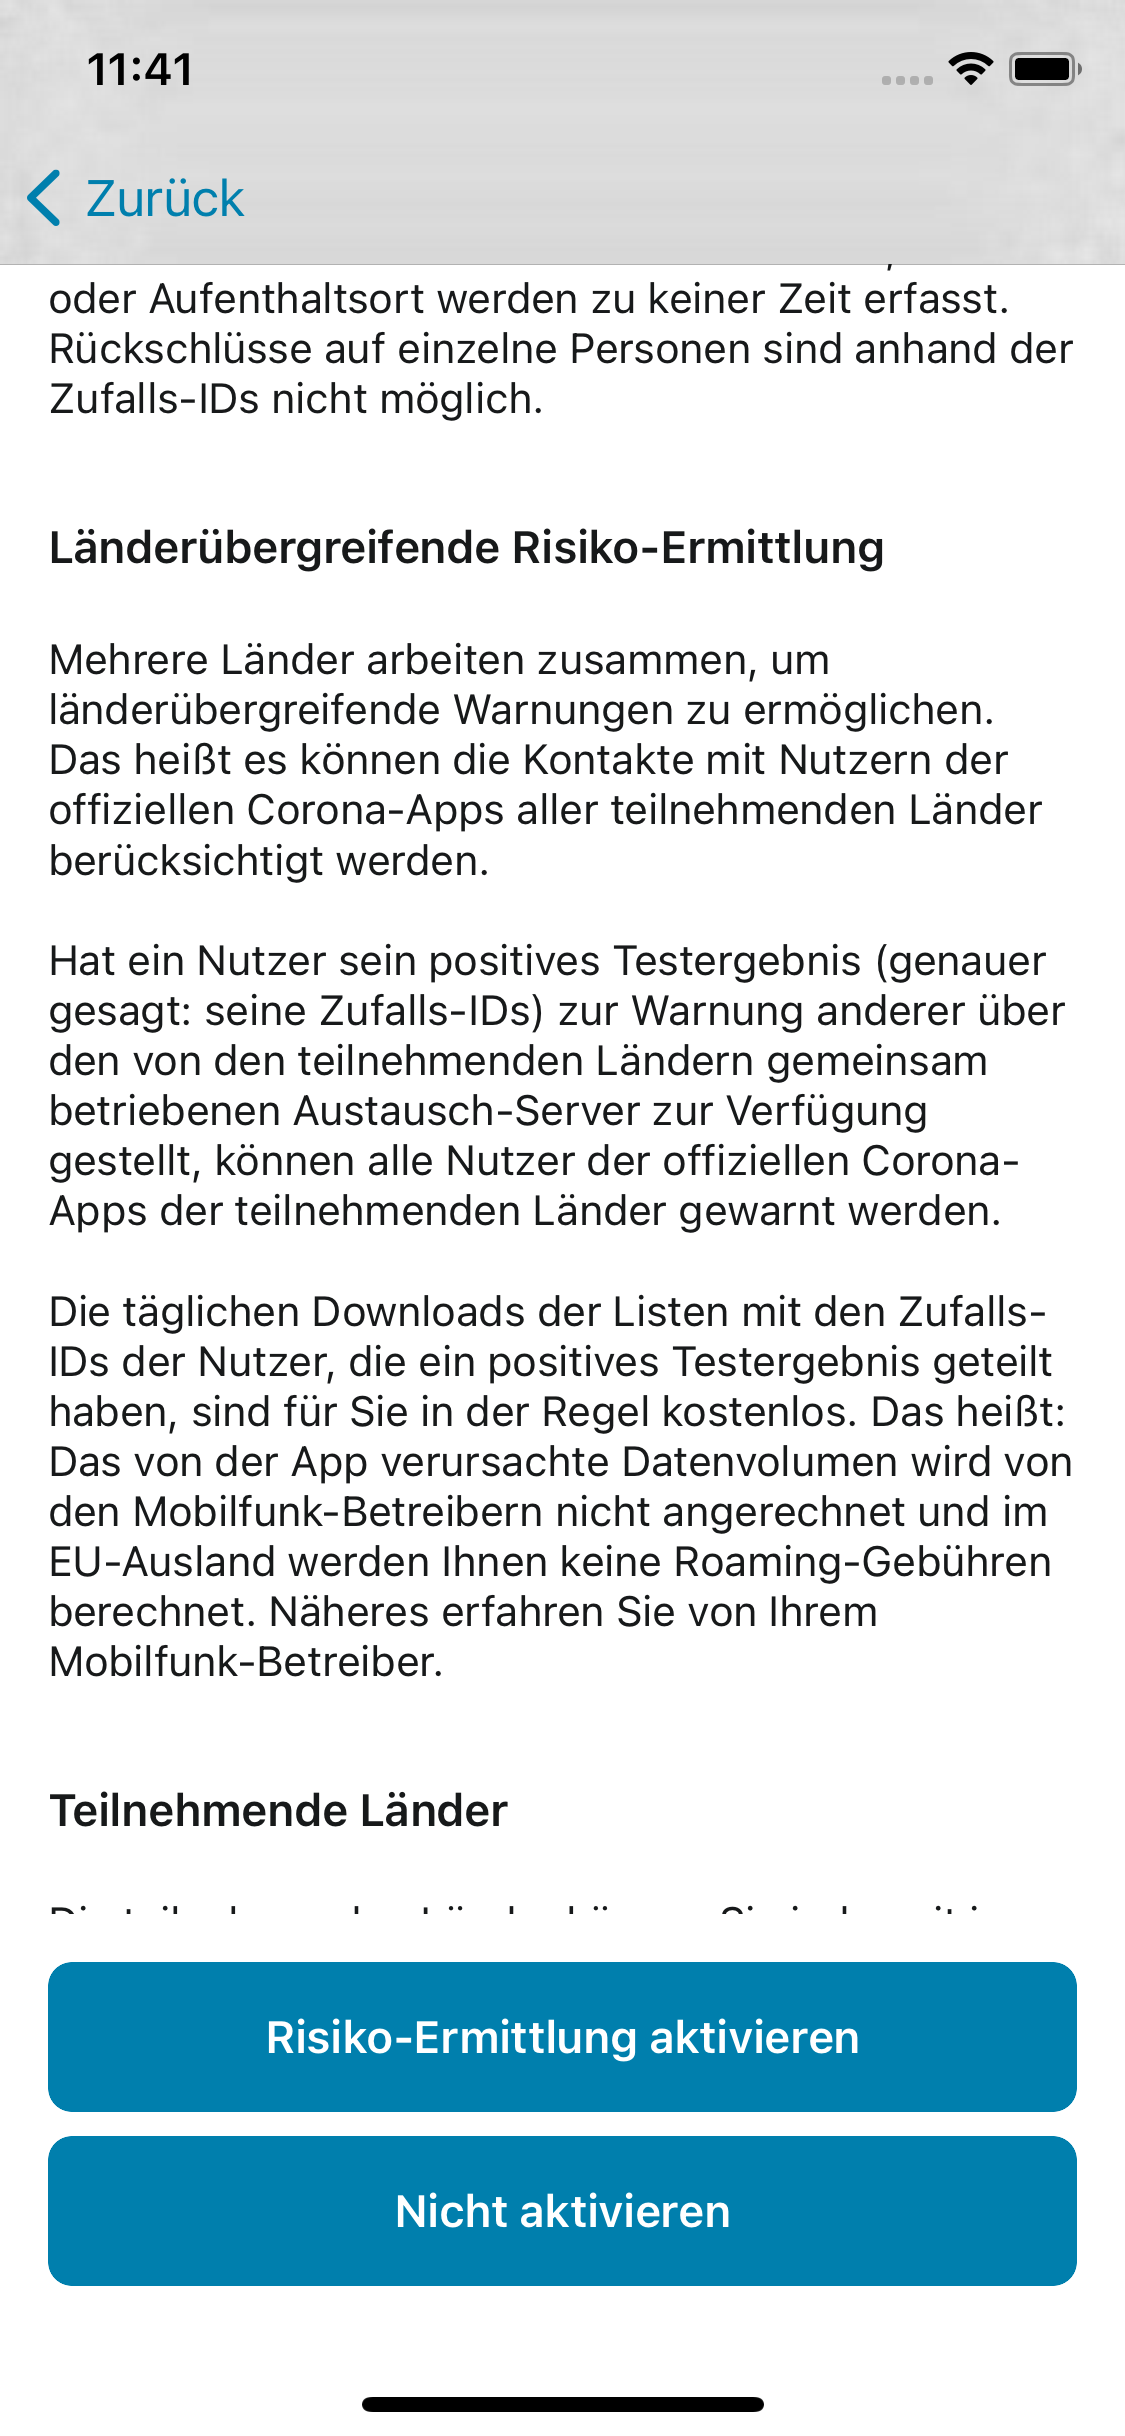 11:41
Zurück
oder Aufenthaltsort werden zu keiner Zeit erfasst.
Rückschlüsse auf einzelne Personen sind anhand der
Zufalls-IDs nicht möglich.
Länderübergreifende Risiko-Ermittlung
Mehrere Länder arbeiten zusammen, um
länderübergreifende Warnungen zu ermöglichen.
Das heißt es können die Kontakte mit Nutzern der
offiziellen Corona-Apps aller teilnehmenden Länder
berücksichtigt werden.
Hat ein Nutzer sein positives Testergebnis (genauer
gesagt: seine Zufalls-IDs) zur Warnung anderer über
den von den teilnehmenden Ländern gemeinsam
betriebenen Austausch-Server zur Verfügung
gestellt, können alle Nutzer der offiziellen Corona-
Apps der teilnehmenden Länder gewarnt werden.
Die täglichen Downloads der Listen mit den Zufalls-
IDs der Nutzer, die ein positives Testergebnis geteilt
haben, sind für Sie in der Regel kostenlos. Das heißt:
Das von der App verursachte Datenvolumen wird von
den Mobilfunk-Betreibern nicht angerechnet und im
EU-Ausland werden Ihnen keine Roaming-Gebühren
berechnet. Näheres erfahren Sie von Ihrem
Mobilfunk-Betreiber.
Teilnehmende Länder
Risiko-Ermittlung aktivieren
Nicht aktivieren